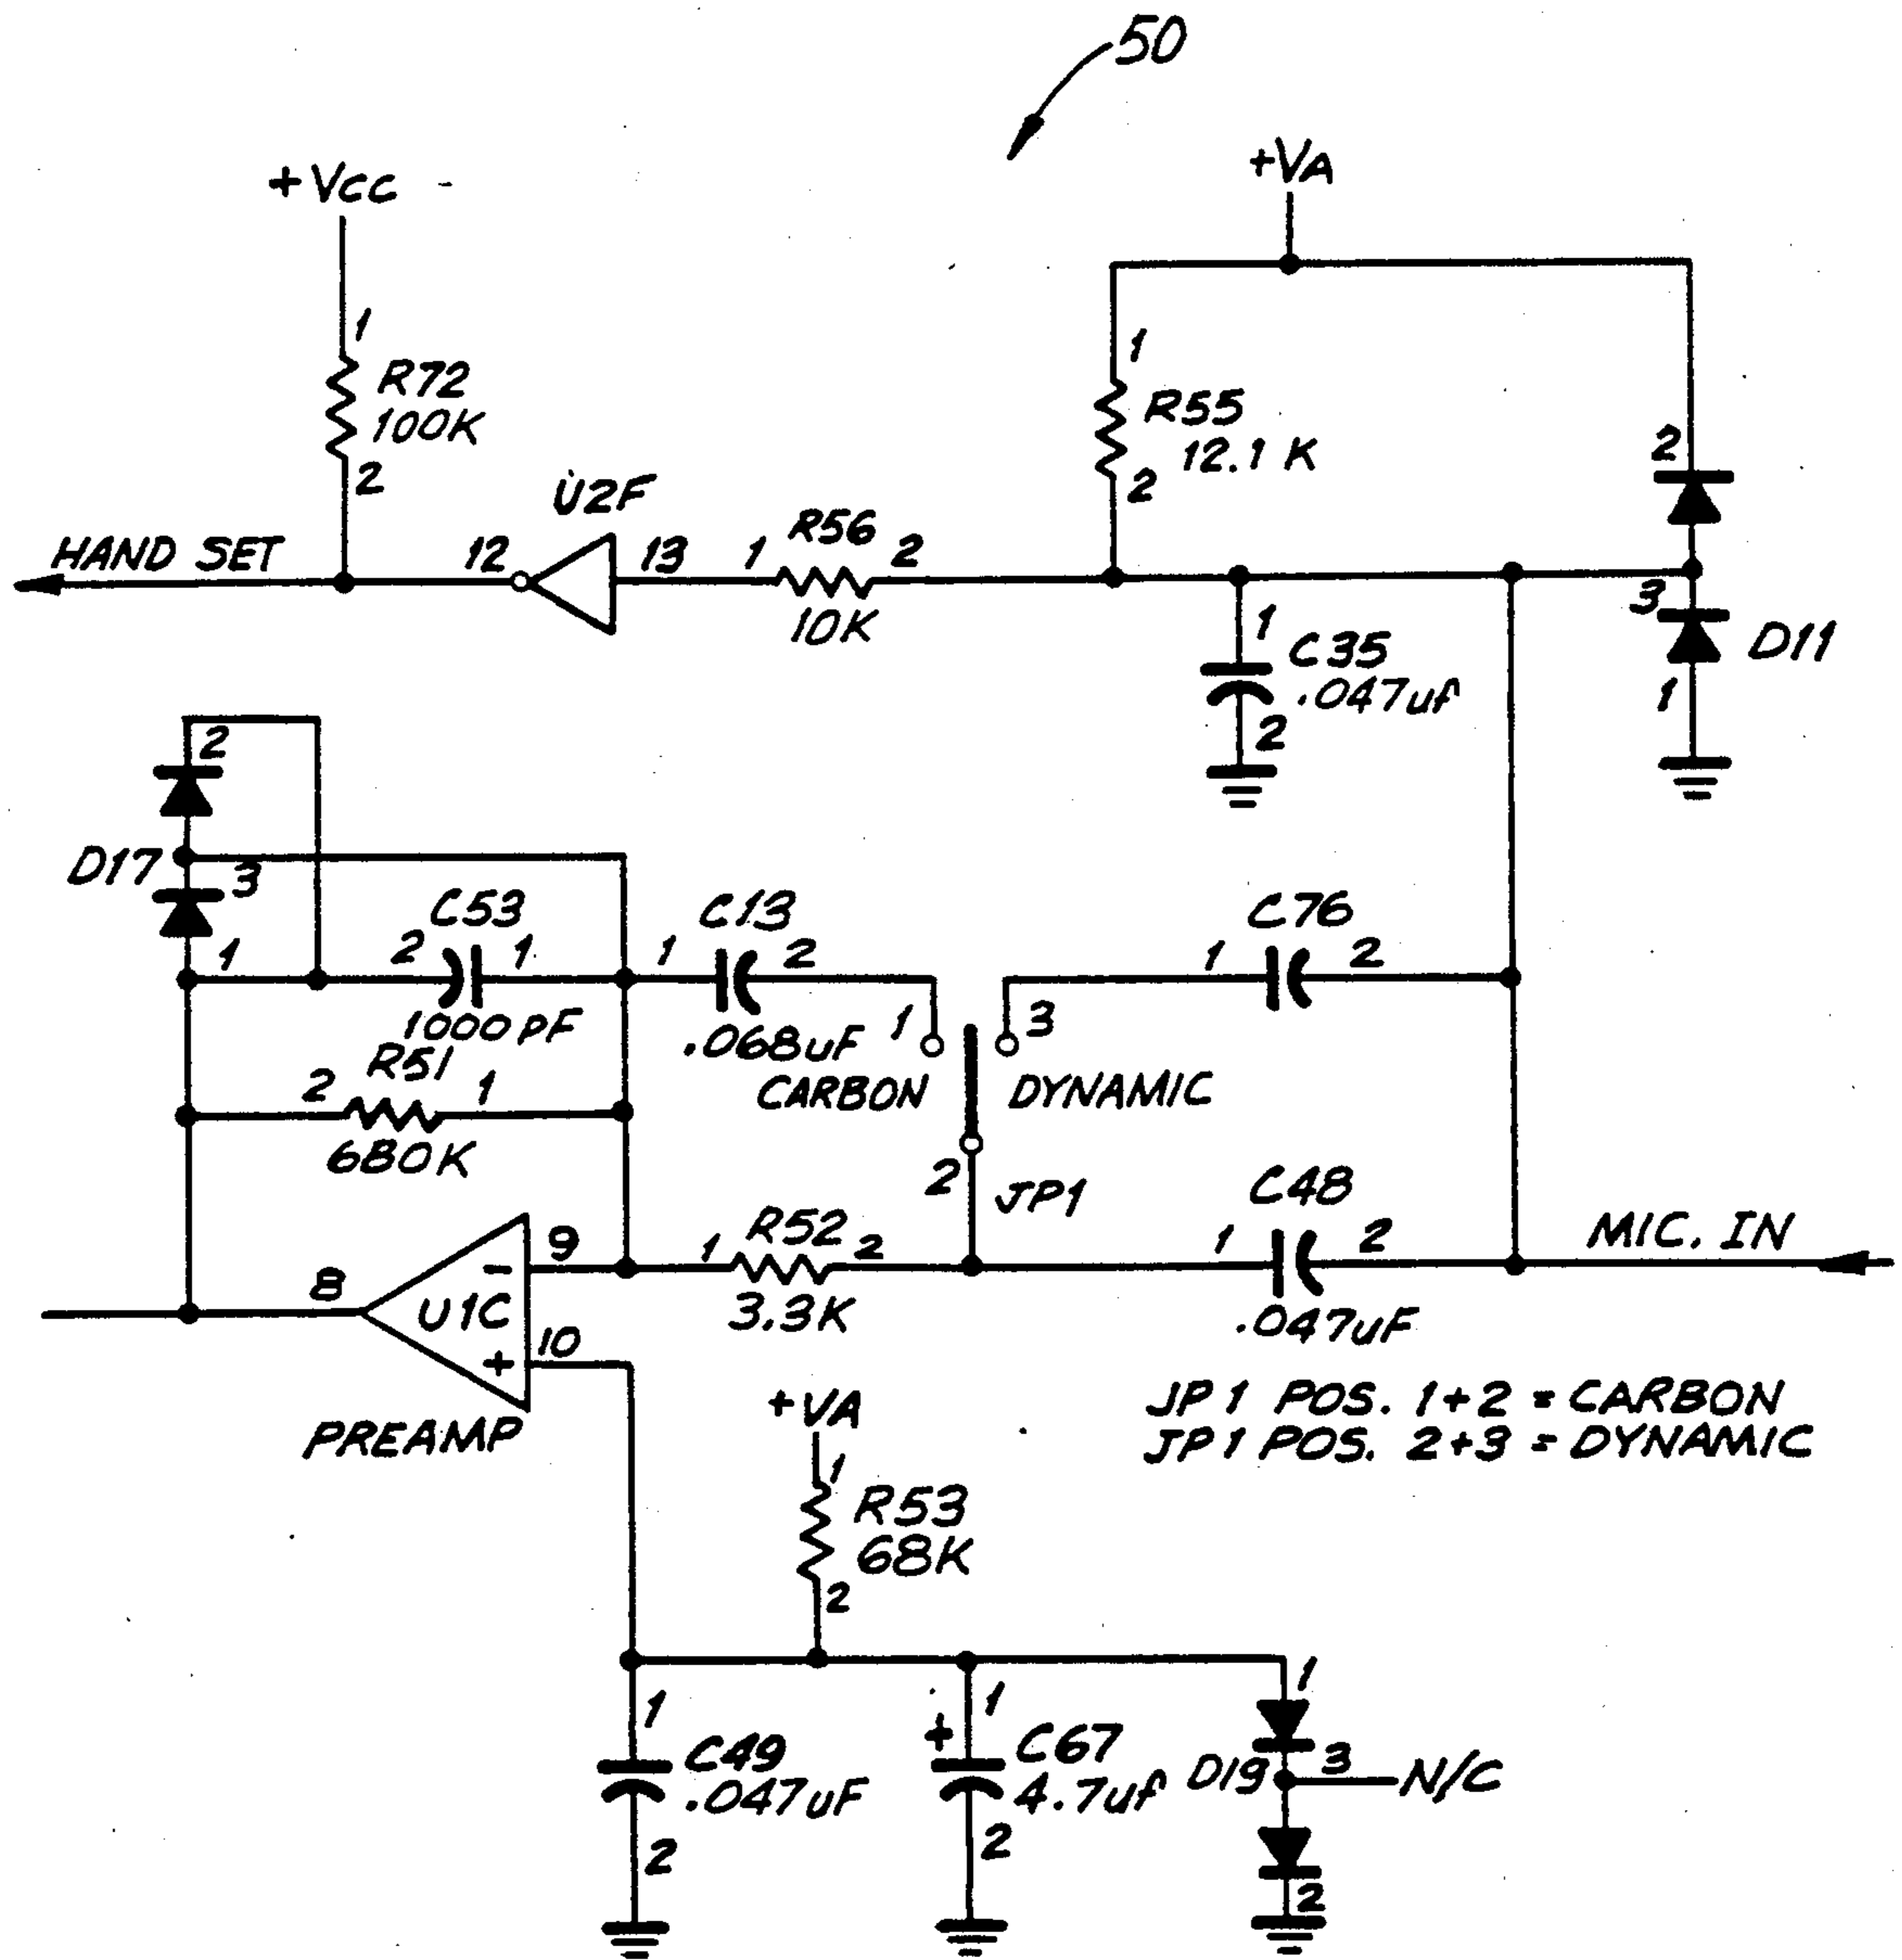 50
+VCC
+VA
1
R72
100K
2
1
R55
12.1 K
2
2
U2F
HAND SET
12
13
1
R56
2
10K
3
D11
1
1
C35
.047uf
2
2
D17
3
1
C53
2
1
1000PF
C13
1
2
.068uF
C76
1
2
1
3
CARBON
DYNAMIC
R51
2
1
680K
2
JP1
C48
1
2
.047uF
MIC. IN
R52
1
2
3.3K
9
-
8
U1C
10
+
PREAMP
JP1 POS. 1+2 = CARBON
JP1 POS. 2+3 = DYNAMIC
+VA
1
R53
68K
2
1
C49
.047uF
2
1
+
C67
4.7uf
2
1
D19
3
N/C
2